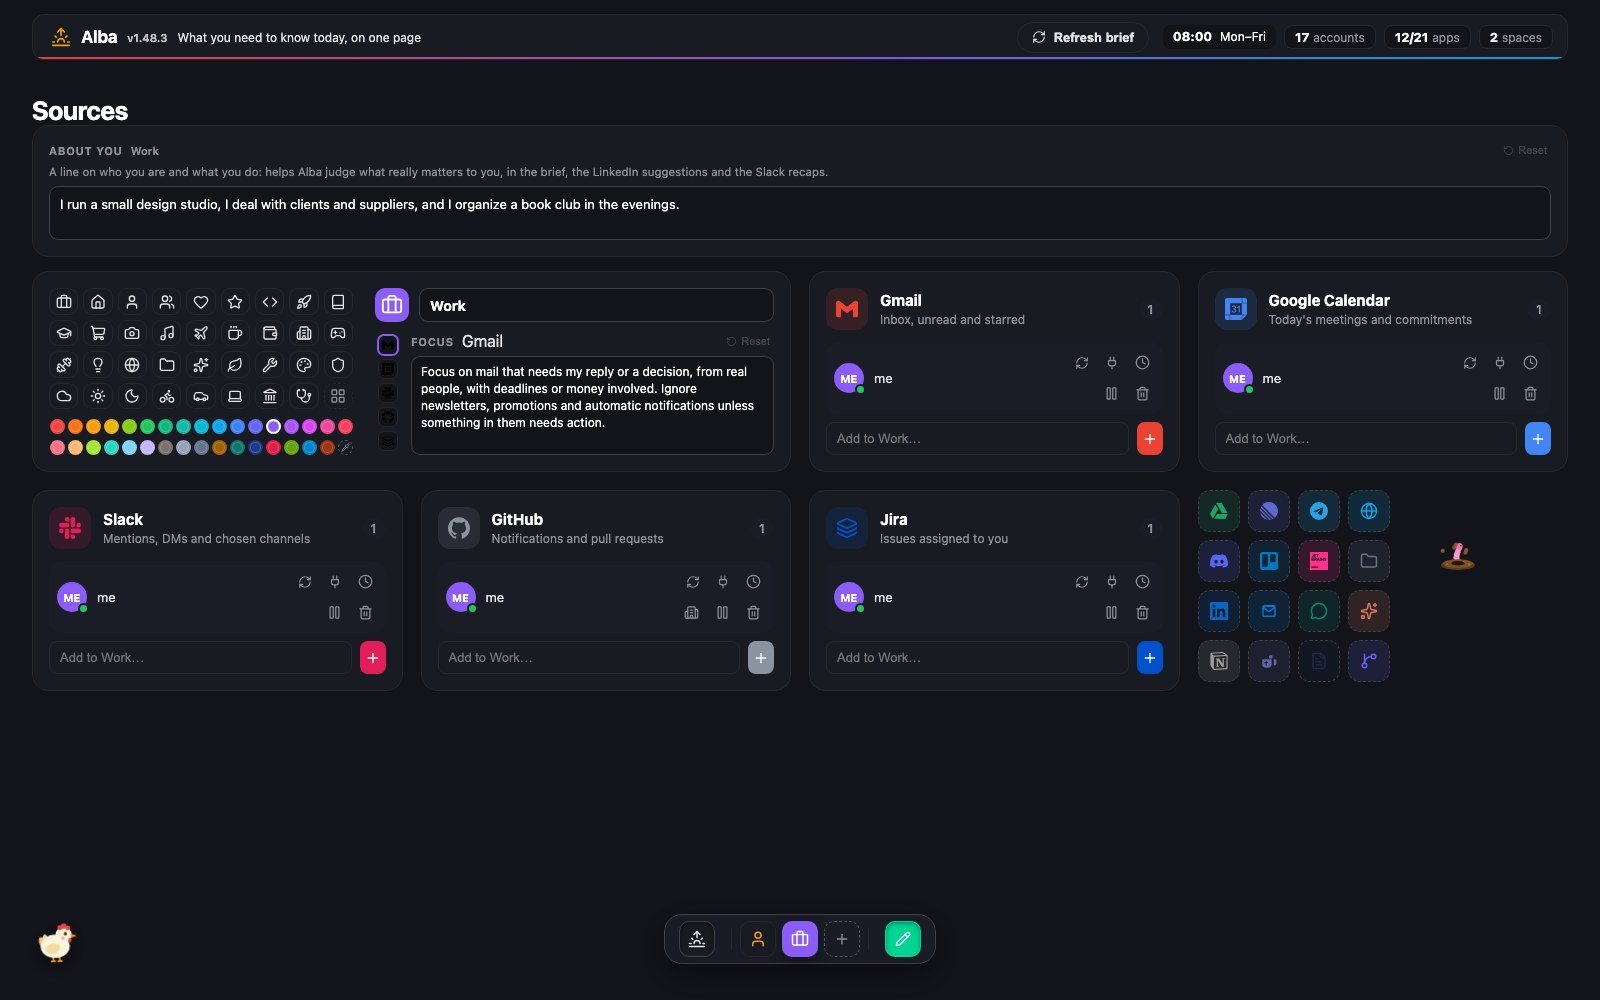 Alba v1.48.3 What you need to know today, on one page
Refresh brief
08:00 Mon–Fri
17 accounts
12/21 apps
2 spaces
Sources
ABOUT YOU Work
Reset
A line on who you are and what you do: helps Alba judge what really matters to you, in the brief, the LinkedIn suggestions and the Slack recaps.
I run a small design studio, I deal with clients and suppliers, and I organize a book club in the evenings.
Work
FOCUS Gmail
Reset
Focus on mail that needs my reply or a decision, from real
people, with deadlines or money involved. Ignore
newsletters, promotions and automatic notifications unless
something in them needs action.
Gmail
Inbox, unread and starred
1
ME me
Add to Work...
Google Calendar
Today's meetings and commitments
1
31
ME me
Add to Work...
Slack
Mentions, DMs and chosen channels
1
ME me
Add to Work...
GitHub
Notifications and pull requests
1
ME me
Add to Work...
Jira
Issues assigned to you
1
ME me
Add to Work...